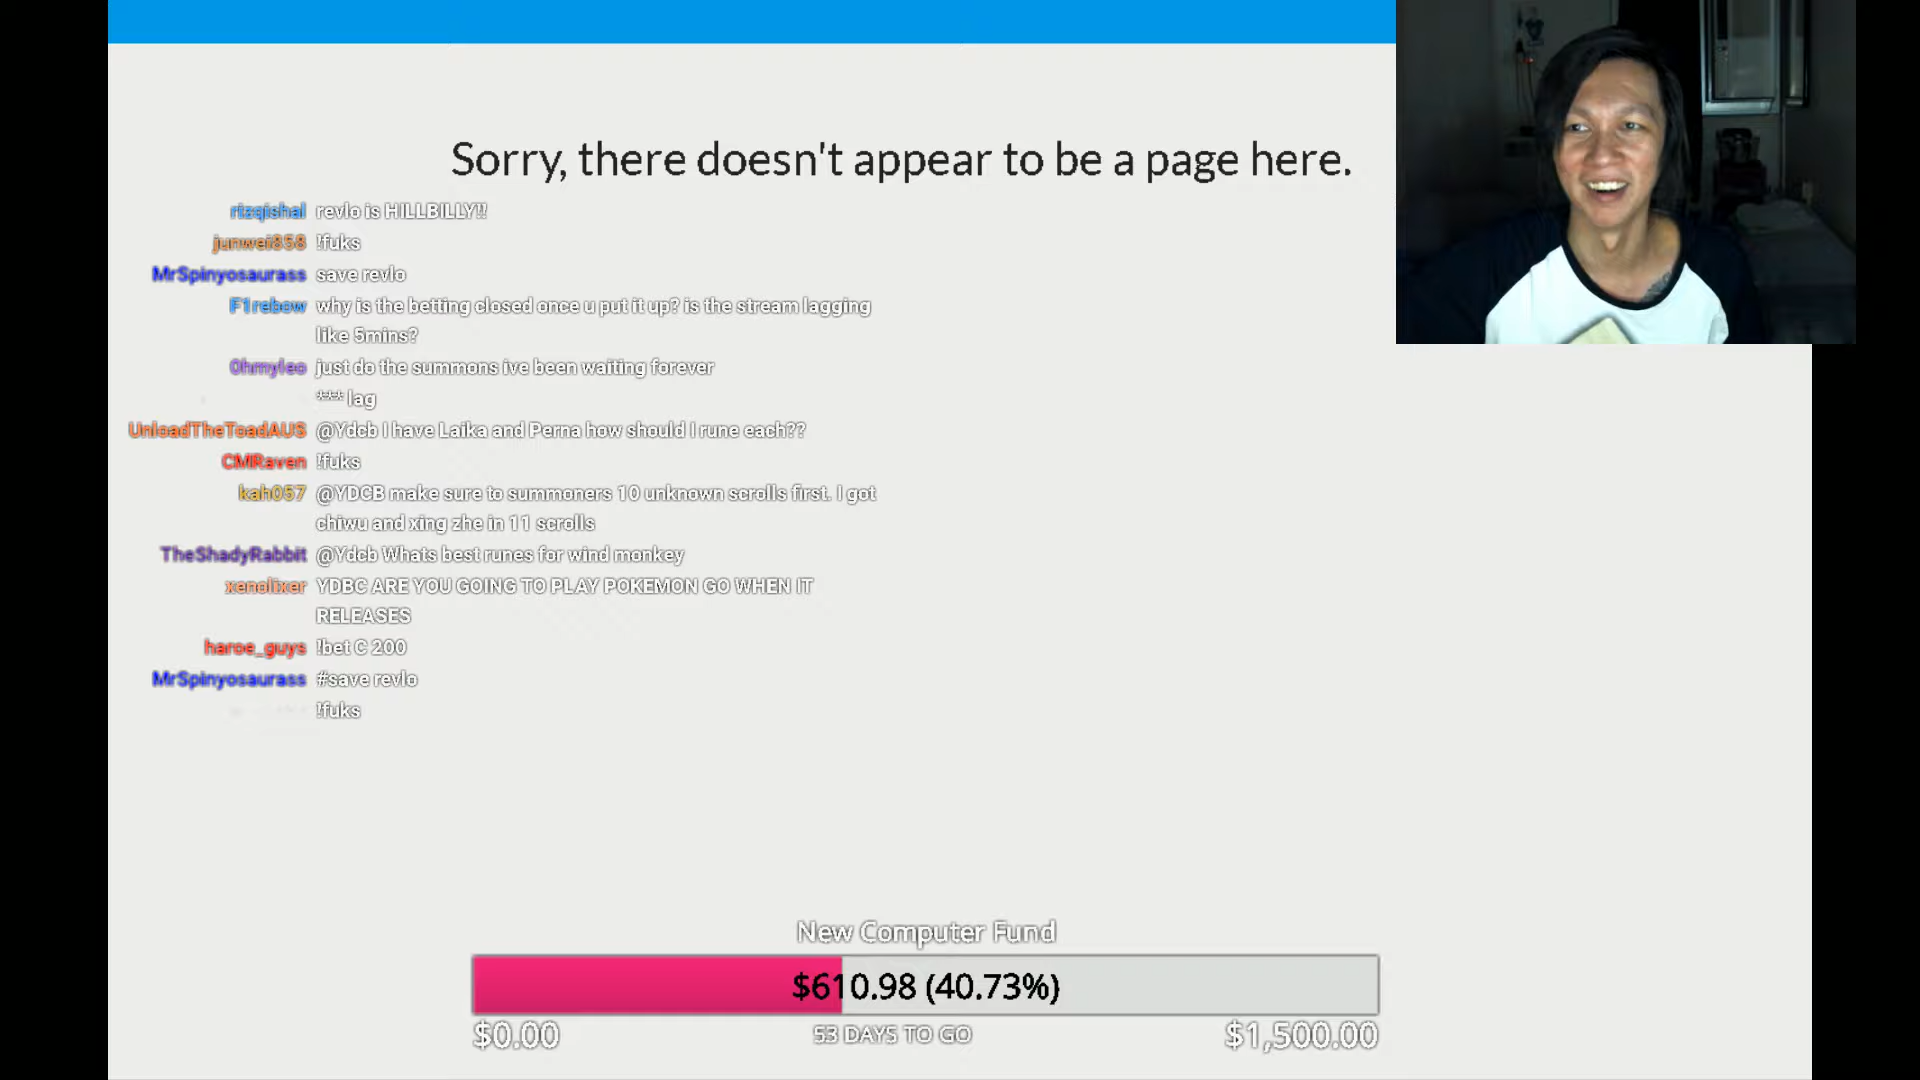 Sorry, there doesn't appear to be a page here.
rizqishal revlo is HILLBILLY!!
junwei858 !fuks
MrSpinyosaurass save revlo
F1rebow why is the betting closed once u put it up? is the stream lagging
like 5mins?
0hmyleo just do the summons ive been waiting forever
*** lag
UnloadTheToadAUS @Ydcb I have Laika and Perna how should I rune each??
CMRaven !fuks
kah057 @YDCB make sure to summoners 10 unknown scrolls first. I got
chiwu and xing zhe in 11 scrolls
TheShadyRabbit @Ydcb Whats best runes for wind monkey
xenolixer YDBC ARE YOU GOING TO PLAY POKEMON GO WHEN IT
RELEASES
haroe_guys !bet C 200
MrSpinyosaurass #save revlo
!fuks
New Computer Fund
$610.98 (40.73%)
$0.00 53 DAYS TO GO $1,500.00